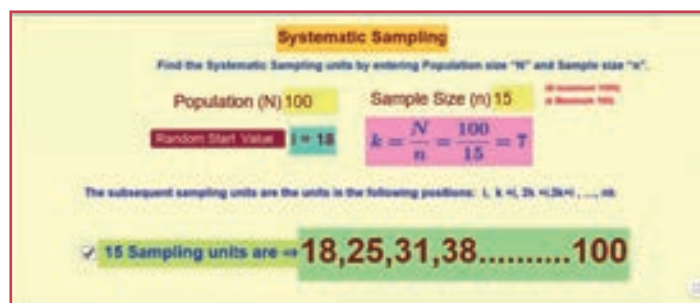 Systematic Sampling
Find the Systematic Sampling units by entering Population size "N" and Sample size "n".
Population (N) 100
Sample Size (n) 15
Random Start Value i = 18
k = N/n = 100/15 = 7
The subsequent sampling units are the units in the following positions: i, k +i, 2k +i,3k+i , ...., nk
15 Sampling units are ⇒ 18,25,31,38..........100